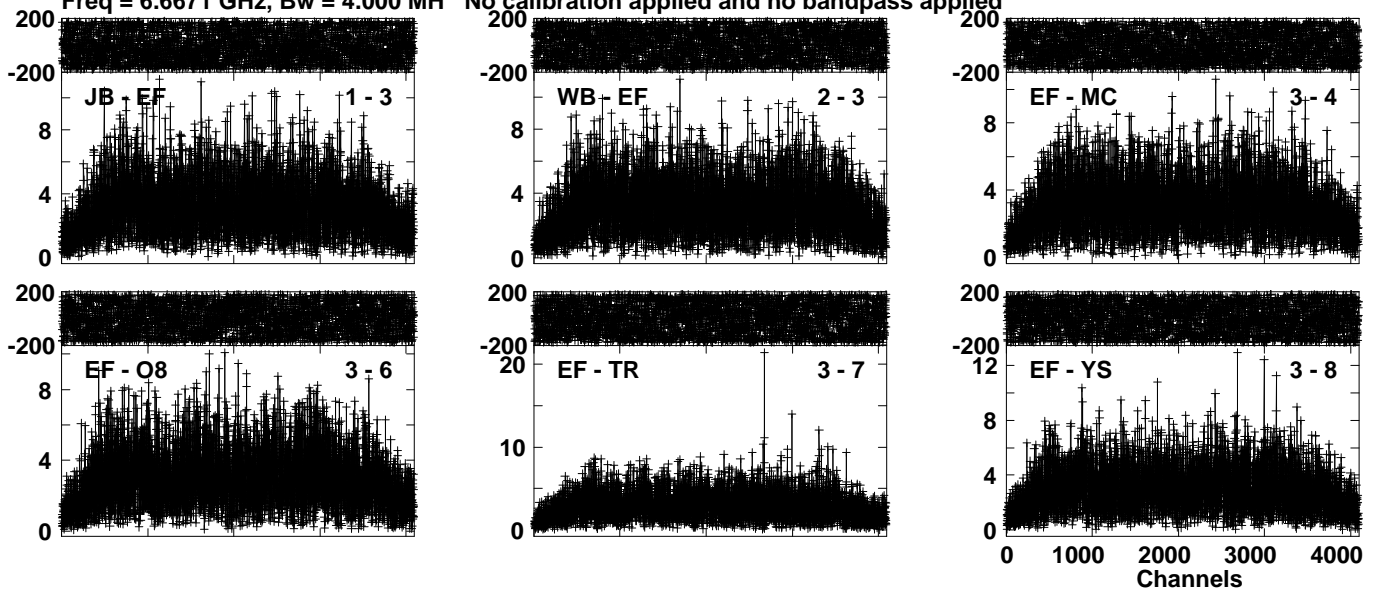 Freq = 6.6671 GHz, Bw = 4.000 MH No calibration applied and no bandpass applied
200 200 200
-200 -200 -200
JB - EF 1 - 3 WB - EF 2 - 3 EF - MC 3 - 4
8 8 8
4 4 4
0 0 0
200 200 200
-200 -200 -200
EF - O8 3 - 6 EF - TR 3 - 7 EF - YS 3 - 8
8 20 12
4 10 8
0 0 4
0
0 1000 2000 3000 4000
Channels